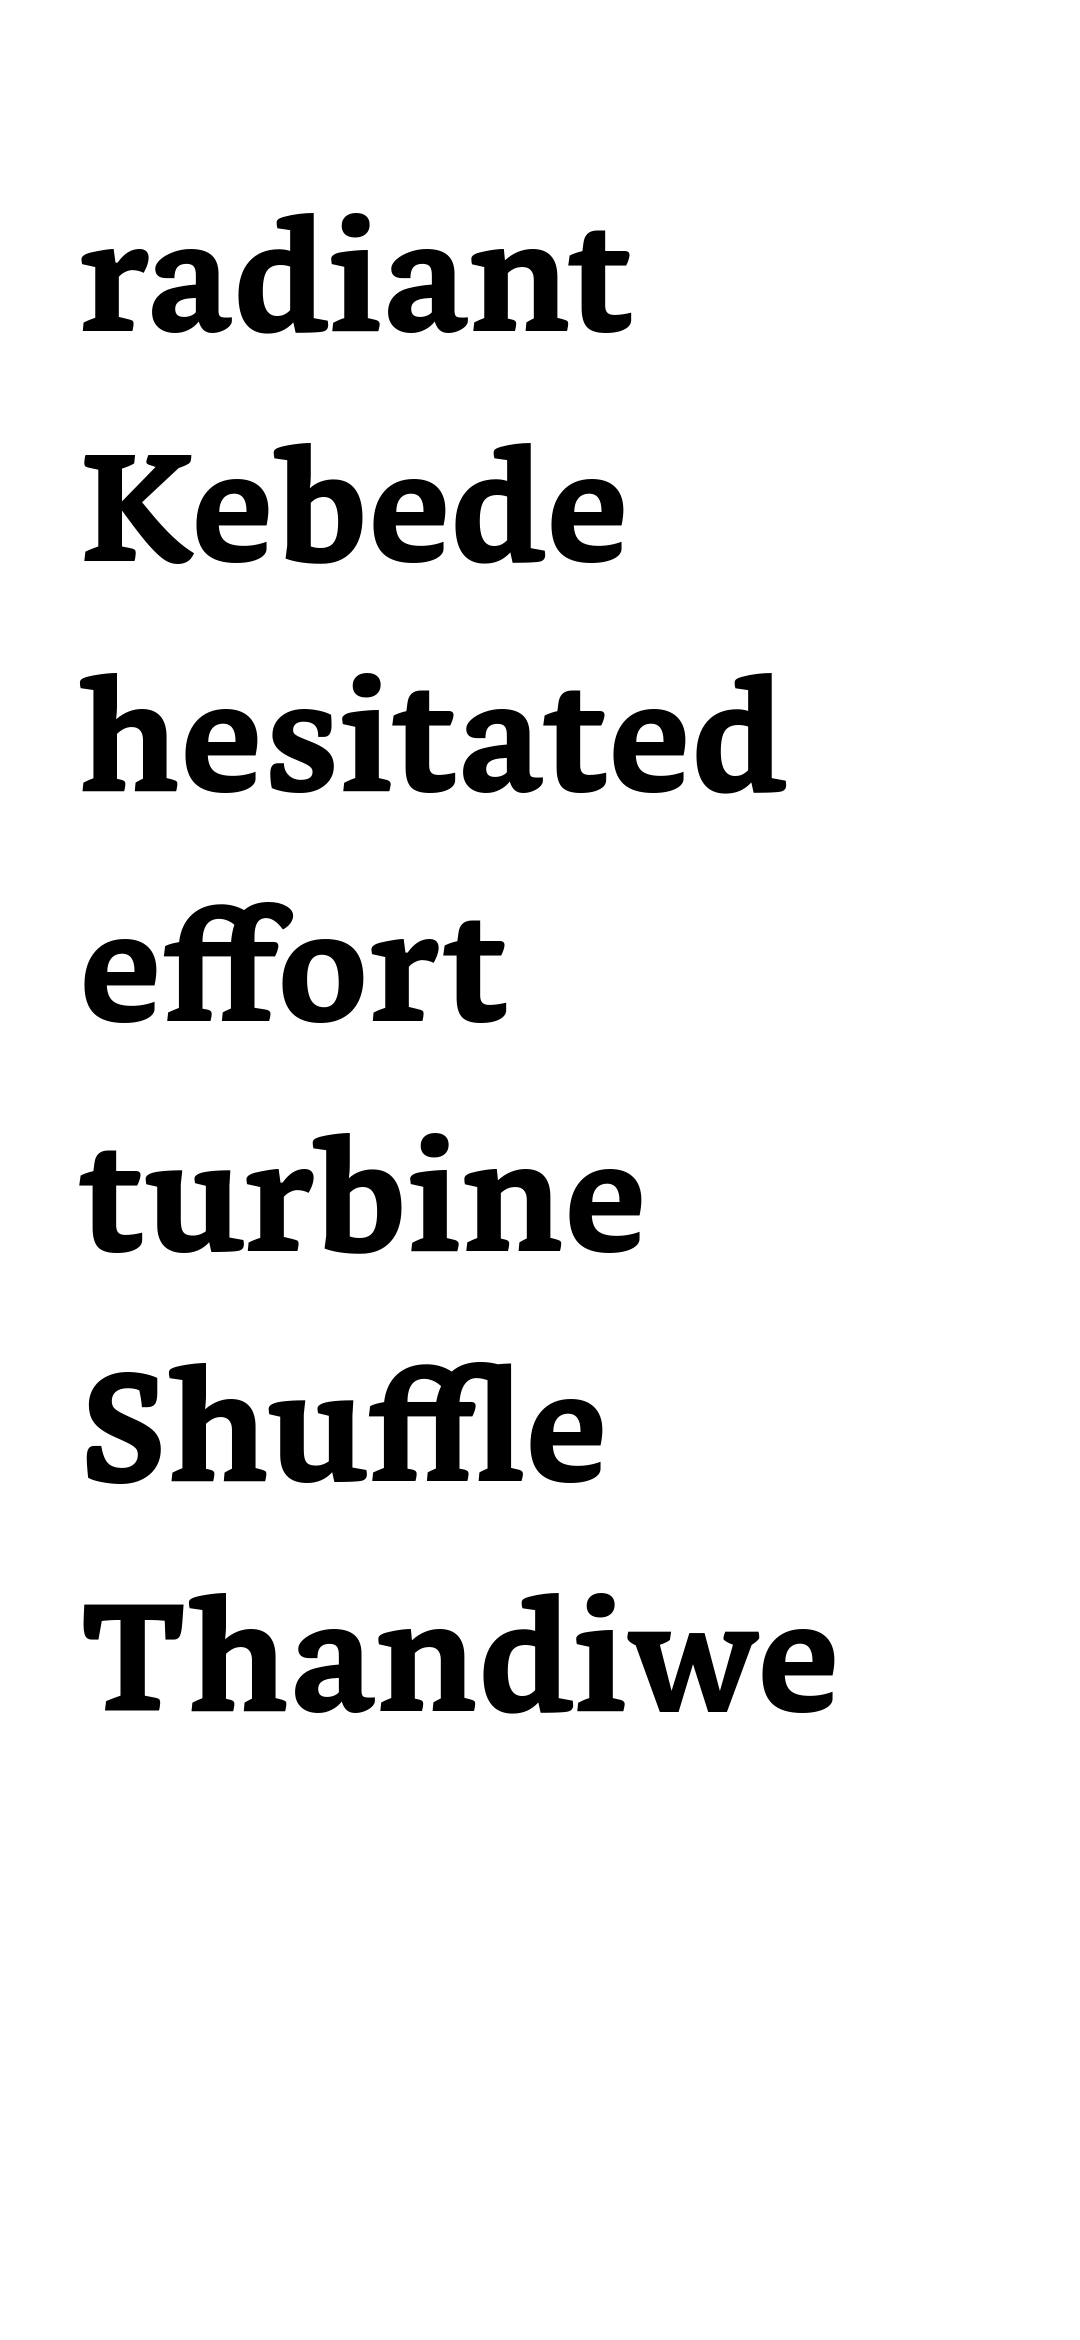 radiant
Kebede
hesitated
effort
turbine
Shuffle
Thandiwe